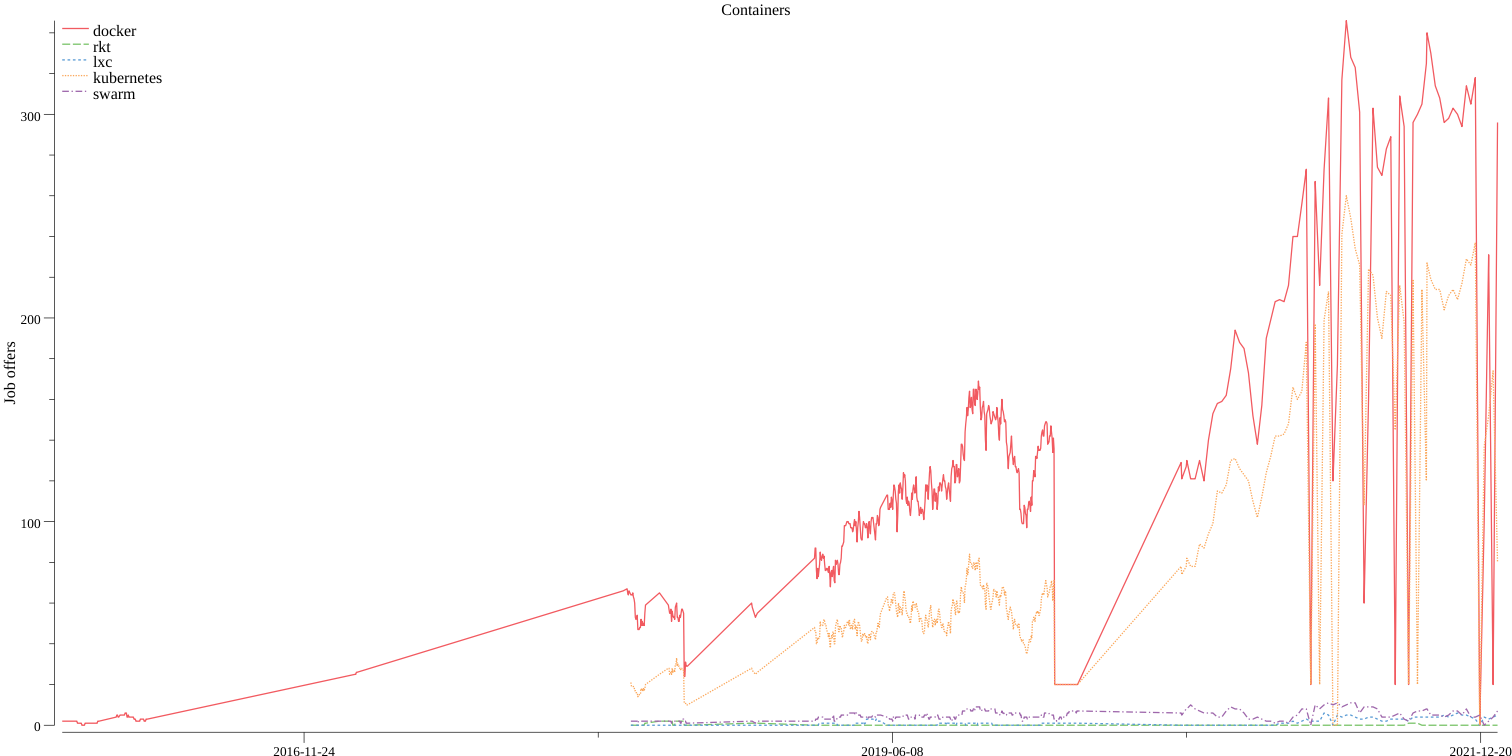 Containers
docker
rkt
lxc
kubernetes
swarm
300
200
100
0
Job offers
2016-11-24
2019-06-08
2021-12-20